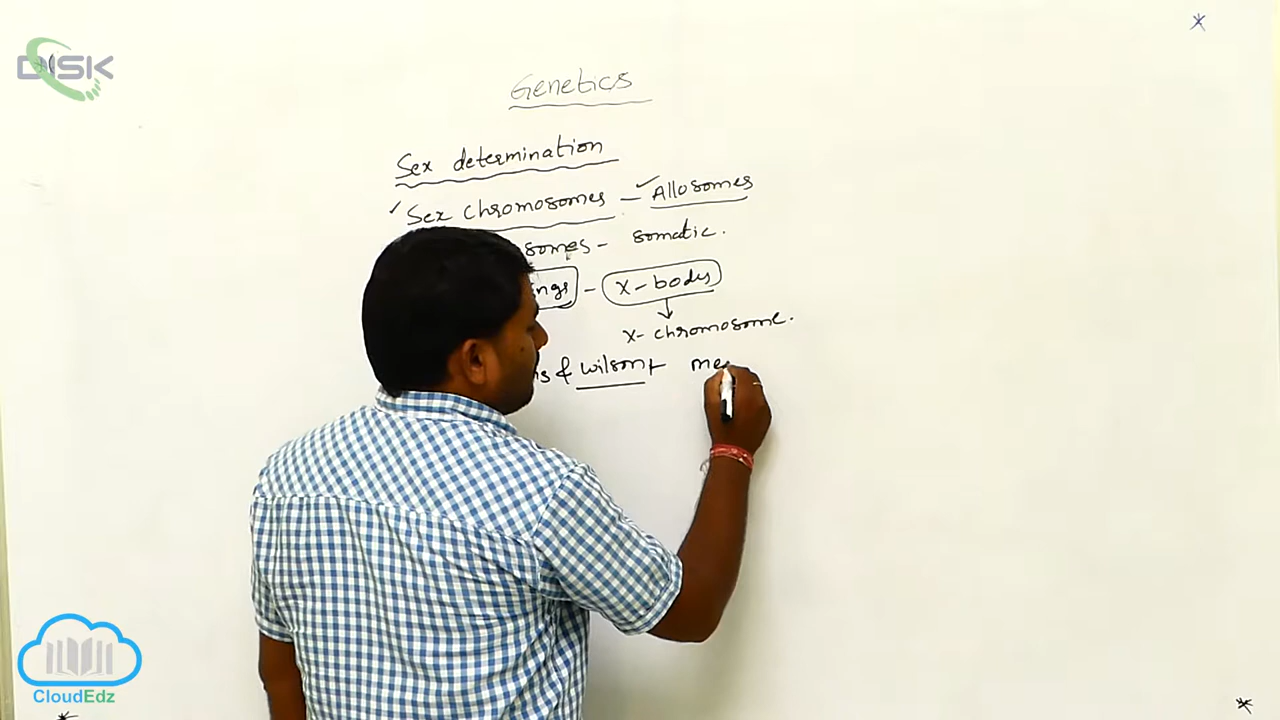 DISK
Genetics
Sex determination
✓ Sex chromosomes - ✓ Allosomes
somes - somatic.
ngs - x-body
↓
x-chromosome.
ns & wilson + me
CloudEdz